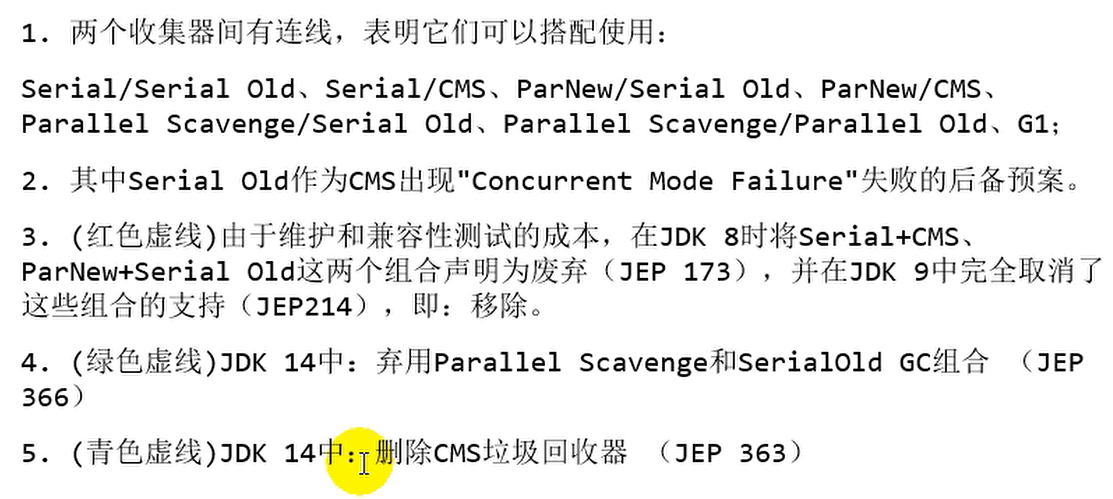 1. 两个收集器间有连线，表明它们可以搭配使用：
Serial/Serial Old、Serial/CMS、ParNew/Serial Old、ParNew/CMS、
Parallel Scavenge/Serial Old、Parallel Scavenge/Parallel Old、G1；
2. 其中Serial Old作为CMS出现"Concurrent Mode Failure"失败的后备预案。
3. (红色虚线)由于维护和兼容性测试的成本，在JDK 8时将Serial+CMS、
ParNew+Serial Old这两个组合声明为废弃（JEP 173），并在JDK 9中完全取消了
这些组合的支持（JEP214），即：移除。
4. (绿色虚线)JDK 14中：弃用Parallel Scavenge和SerialOld GC组合 （JEP
366）
5. (青色虚线)JDK 14中：删除CMS垃圾回收器 （JEP 363）